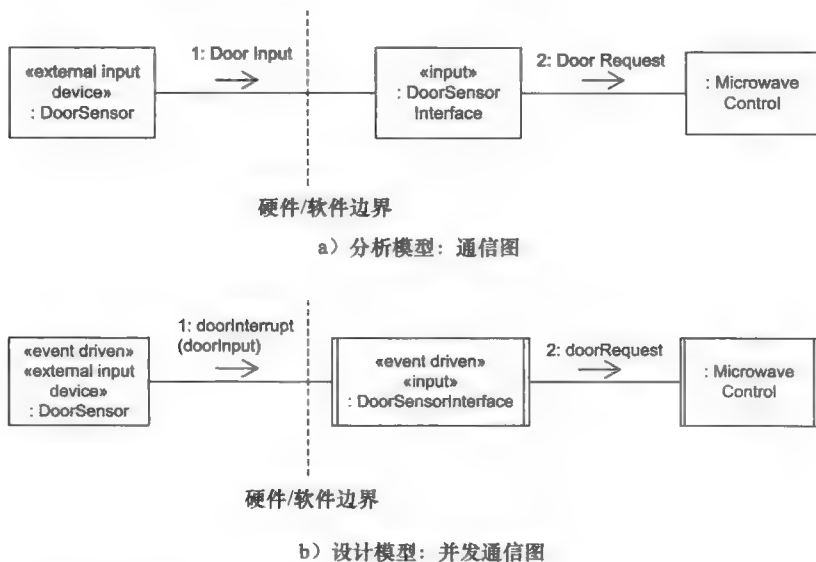 «external input
device»
: DoorSensor
1: Door Input
«input»
: DoorSensor
Interface
2: Door Request
: Microwave
Control
硬件/软件边界
a）分析模型：通信图
«event driven»
«external input
device»
: DoorSensor
1: doorInterrupt
(doorInput)
«event driven»
«input»
: DoorSensorInterface
2: doorRequest
: Microwave
Control
硬件/软件边界
b）设计模型：并发通信图